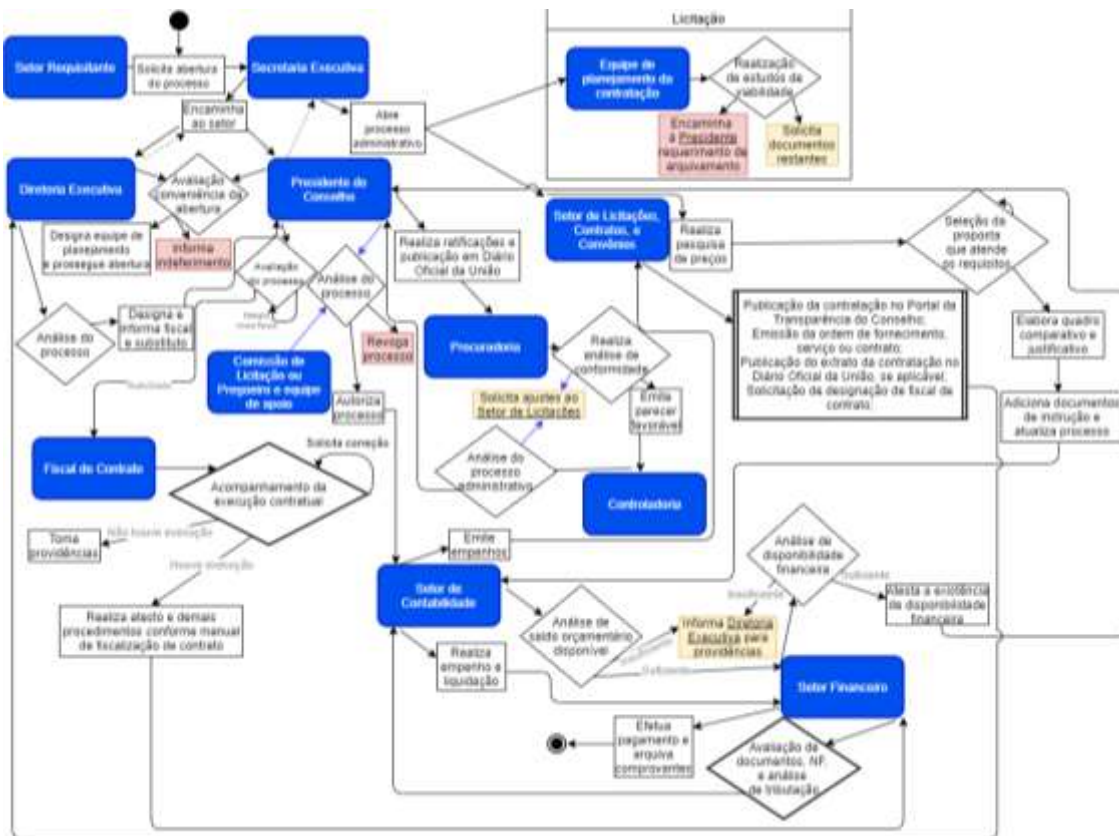 Licitação
Setor Requisitante
Solicita abertura
do processo
Secretaria Executiva
Equipe de
planejamento da
contratação
Realização
de estudos de
viabilidade
Encaminha
ao setor
Abre
processo
administrativo
Encaminha
à Presidente
requerimento de
arquivamento
Solicita
documentos
restantes
Diretoria Executiva
Avaliação
conveniência da
abertura
Presidente do
Conselho
Setor de Licitações,
Contratos, e
Convênios
Realiza
pesquisa
de preços
Seleção da
proposta
que atende
os requisitos
Designa equipe de
planejamento
e prossegue abertura
Informa
indeferimento
Realiza ratificações e
publicação em Diário
Oficial da União
Avaliação
do processo
Análise do
processo
Análise do
processo
Designa e
informa fiscal
e substituto
Revoga
processo
Procuradoria
Realiza
análise de
conformidade
Publicação da contratação no Portal da
Transparência do Conselho;
Emissão da ordem de fornecimento,
serviço ou contrato;
Publicação do extrato da contratação no
Diário Oficial da União, se aplicável;
Solicitação de designação de fiscal de
contrato;
Elabora quadro
comparativo e
justificativo
Comissão de
Licitação ou
Pregoeiro e equipe
de apoio
Autoriza
processo
Solicita ajustes ao
Setor de Licitações
Emite
parecer
favorável
Adiciona documentos
de instrução e
atualiza processo
Solicita correção
Fiscal do Contrato
Acompanhamento da
execução contratual
Análise do
processo
administrativo
Controladoria
Não houve execução
Toma
providências
Houve execução
Emite
empenhos
Análise de
disponibilidade
financeira
Suficiente
Insuficiente
Setor de
Contabilidade
Atesta a existência
de disponibilidade
financeira
Realiza atesto e demais
procedimentos conforme manual
de fiscalização de contrato
Análise de
saldo orçamentário
disponível
Insuficiente
Informa Diretoria
Executiva para
providências
Suficiente
Realiza
empenho e
liquidação
Setor Financeiro
Efetua
pagamento e
arquiva
comprovantes
Avaliação de
documentos, NF,
e análise
de tributação